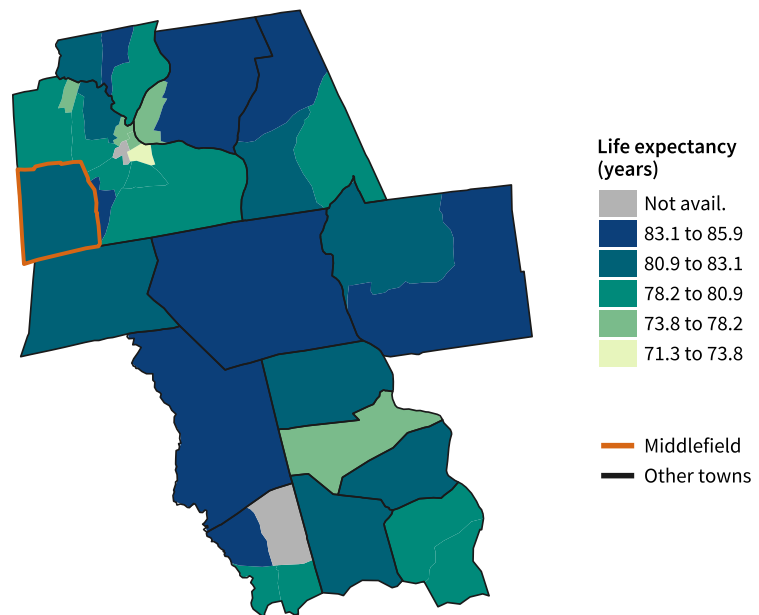 Life expectancy
(years)
Not avail.
83.1 to 85.9
80.9 to 83.1
78.2 to 80.9
73.8 to 78.2
71.3 to 73.8
Middlefield
Other towns